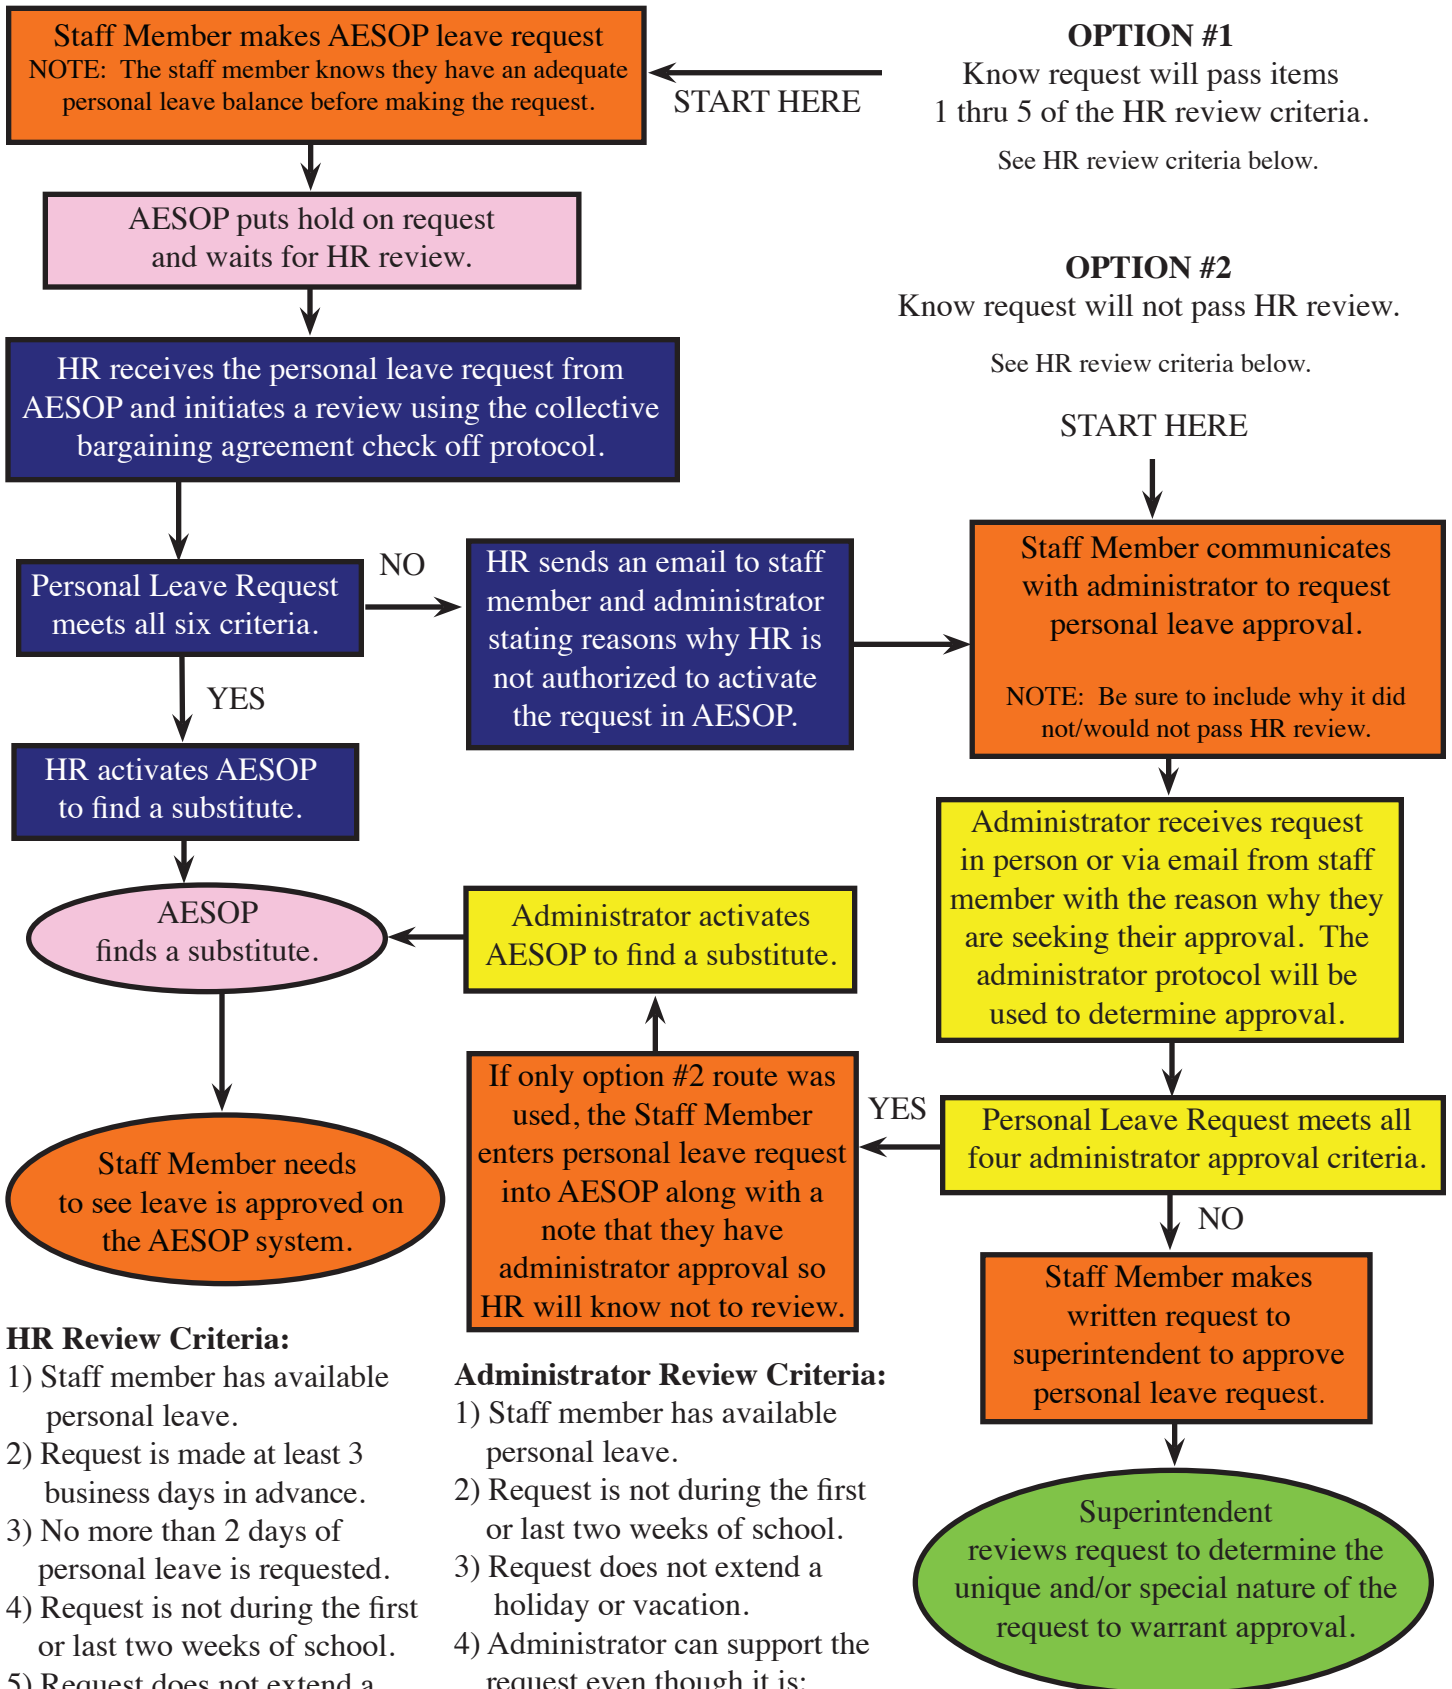 Staff Member makes AESOP leave request
NOTE:  The staff member knows they have an adequate
personal leave balance before making the request.
START HERE
OPTION #1
Know request will pass items
1 thru 5 of the HR review criteria.
See HR review criteria below.
AESOP puts hold on request
and waits for HR review.
OPTION #2
Know request will not pass HR review.
See HR review criteria below.
START HERE
HR receives the personal leave request from
AESOP and initiates a review using the collective
bargaining agreement check off protocol.
Personal Leave Request
meets all six criteria.
NO
HR sends an email to staff
member and administrator
stating reasons why HR is
not authorized to activate
the request in AESOP.
Staff Member communicates
with administrator to request
personal leave approval.
NOTE:  Be sure to include why it did
not/would not pass HR review.
YES
HR activates AESOP
to find a substitute.
Administrator receives request
in person or via email from staff
member with the reason why they
are seeking their approval.  The
administrator protocol will be
used to determine approval.
AESOP
finds a substitute.
Administrator activates
AESOP to find a substitute.
If only option #2 route was
used, the Staff Member
enters personal leave request
into AESOP along with a
note that they have
administrator approval so
HR will know not to review.
YES
Personal Leave Request meets all
four administrator approval criteria.
Staff Member needs
to see leave is approved on
the AESOP system.
NO
Staff Member makes
written request to
superintendent to approve
personal leave request.
Superintendent
reviews request to determine the
unique and/or special nature of the
request to warrant approval.
HR Review Criteria:
1) Staff member has available
personal leave.
2) Request is made at least 3
business days in advance.
3) No more than 2 days of
personal leave is requested.
4) Request is not during the first
or last two weeks of school.
5) Request does not extend a
Administrator Review Criteria:
1) Staff member has available
personal leave.
2) Request is not during the first
or last two weeks of school.
3) Request does not extend a
holiday or vacation.
4) Administrator can support the
request even though it is: